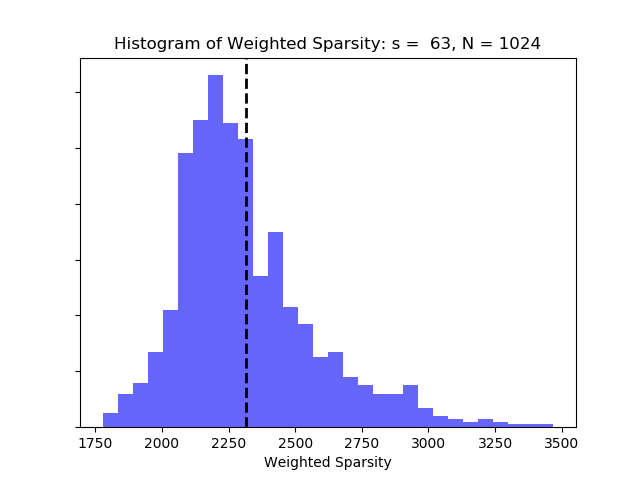 Histogram of Weighted Sparsity: s =  63, N = 1024
1750 2000 2250 2500 2750 3000 3250 3500
Weighted Sparsity